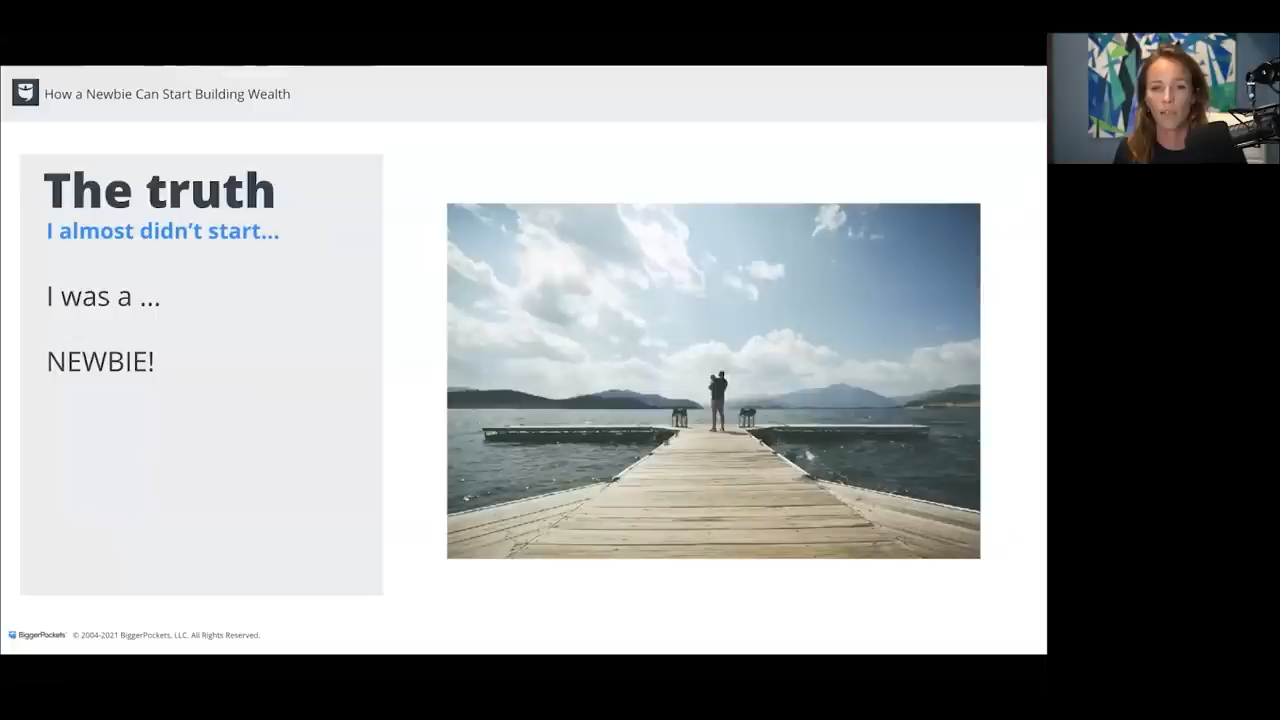 How a Newbie Can Start Building Wealth
The truth
I almost didn’t start...
I was a ...
NEWBIE!
BiggerPockets © 2004-2021 BiggerPockets, LLC. All Rights Reserved.